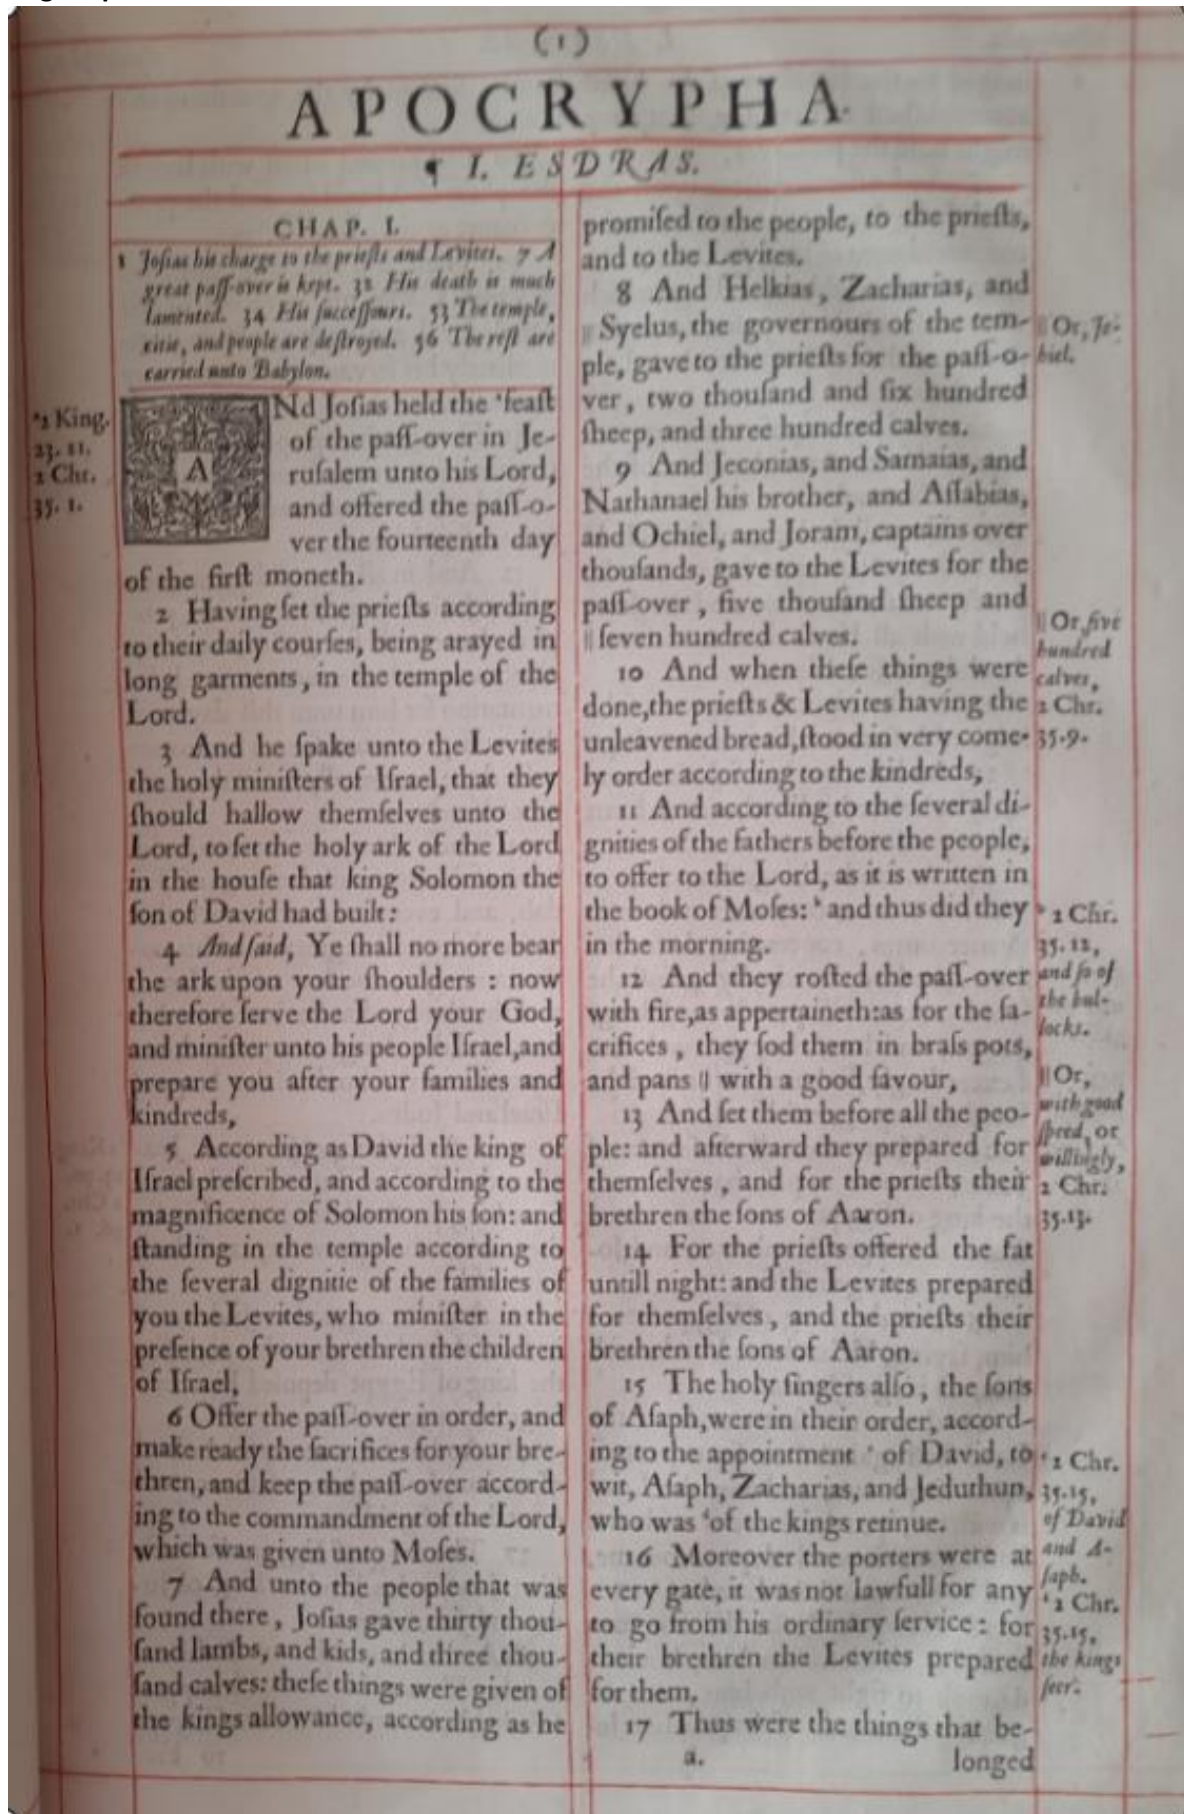 (1)
APOCRYPHA.
¶ I. ESDRAS.
CHAP. I.
1 Joſias his charge to the prieſts and Levites. 7 A
great paſſ-over is kept. 32 His death is much
lamented. 34 His ſucceſſours. 53 The temple,
citie, and people are deſtroyed. 56 The reſt are
carried unto Babylon.
ANd Joſias held the ᵃfeaſt
of the paſſ-over in Je-
ruſalem unto his Lord,
and offered the paſſ-o-
ver the fourteenth day
of the firſt moneth.
2 Having ſet the prieſts according
to their daily courſes, being arayed in
long garments, in the temple of the
Lord.
3 And he ſpake unto the Levites
the holy miniſters of Iſrael, that they
ſhould hallow themſelves unto the
Lord, to ſet the holy ark of the Lord
in the houſe that king Solomon the
ſon of David had built:
4 And ſaid, Ye ſhall no more bear
the ark upon your ſhoulders : now
therefore ſerve the Lord your God,
and miniſter unto his people Iſrael, and
prepare you after your families and
kindreds,
5 According as David the king of
Iſrael preſcribed, and according to the
magnificence of Solomon his ſon: and
ſtanding in the temple according to
the ſeveral dignitie of the families of
you the Levites, who miniſter in the
preſence of your brethren the children
of Iſrael,
6 Offer the paſſ-over in order, and
make ready the ſacrifices for your bre-
thren, and keep the paſſ-over accord-
ing to the commandment of the Lord,
which was given unto Moſes.
7 And unto the people that was
found there, Joſias gave thirty thou-
ſand lambs, and kids, and three thou-
ſand calves: theſe things were given of
the kings allowance, according as he
ᵃ2 King.
23. 21.
2 Chr.
35. 1.
promiſed to the people, to the prieſts,
and to the Levites.
8 And Helkias, Zacharias, and
|| Syelus, the governours of the tem-
ple, gave to the prieſts for the paſſ-o-
ver, two thouſand and ſix hundred
ſheep, and three hundred calves.
9 And Jeconias, and Samaias, and
Nathanael his brother, and Aſſabias,
and Ochiel, and Joram, captains over
thouſands, gave to the Levites for the
paſſ-over, five thouſand ſheep and
|| ſeven hundred calves.
10 And when theſe things were
done, the prieſts & Levites having the
unleavened bread, ſtood in very come-
ly order according to the kindreds,
11 And according to the ſeveral di-
gnities of the fathers before the people,
to offer to the Lord, as it is written in
the book of Moſes: ᵇ and thus did they
in the morning.
12 And they roſted the paſſ-over
with fire, as appertaineth: as for the ſa-
crifices, they ſod them in braſs pots,
and pans || with a good ſavour,
13 And ſet them before all the peo-
ple: and afterward they prepared for
themſelves, and for the prieſts their
brethren the ſons of Aaron.
14 For the prieſts offered the fat
untill night: and the Levites prepared
for themſelves, and the prieſts their
brethren the ſons of Aaron.
15 The holy ſingers alſo, the ſons
of Aſaph, were in their order, accord-
ing to the appointment ᶜ of David, to
wit, Aſaph, Zacharias, and Jeduthun,
who was ᵈof the kings retinue.
16 Moreover the porters were at
every gate, it was not lawfull for any
to go from his ordinary ſervice: for
their brethren the Levites prepared
for them.
17 Thus were the things that be-
a. longed
|| Or, Je-
hiel.
|| Or, five
hundred
calves,
2 Chr.
35.9.
ᵇ 2 Chr.
35.12,
and ſo of
the bul-
locks.
|| Or,
with good
ſpeed, or
willingly,
2 Chr.
35.13.
ᶜ2 Chr.
35.15,
of David
and A-
ſaph.
ᵈ2 Chr.
35.15,
the kings
ſeer.